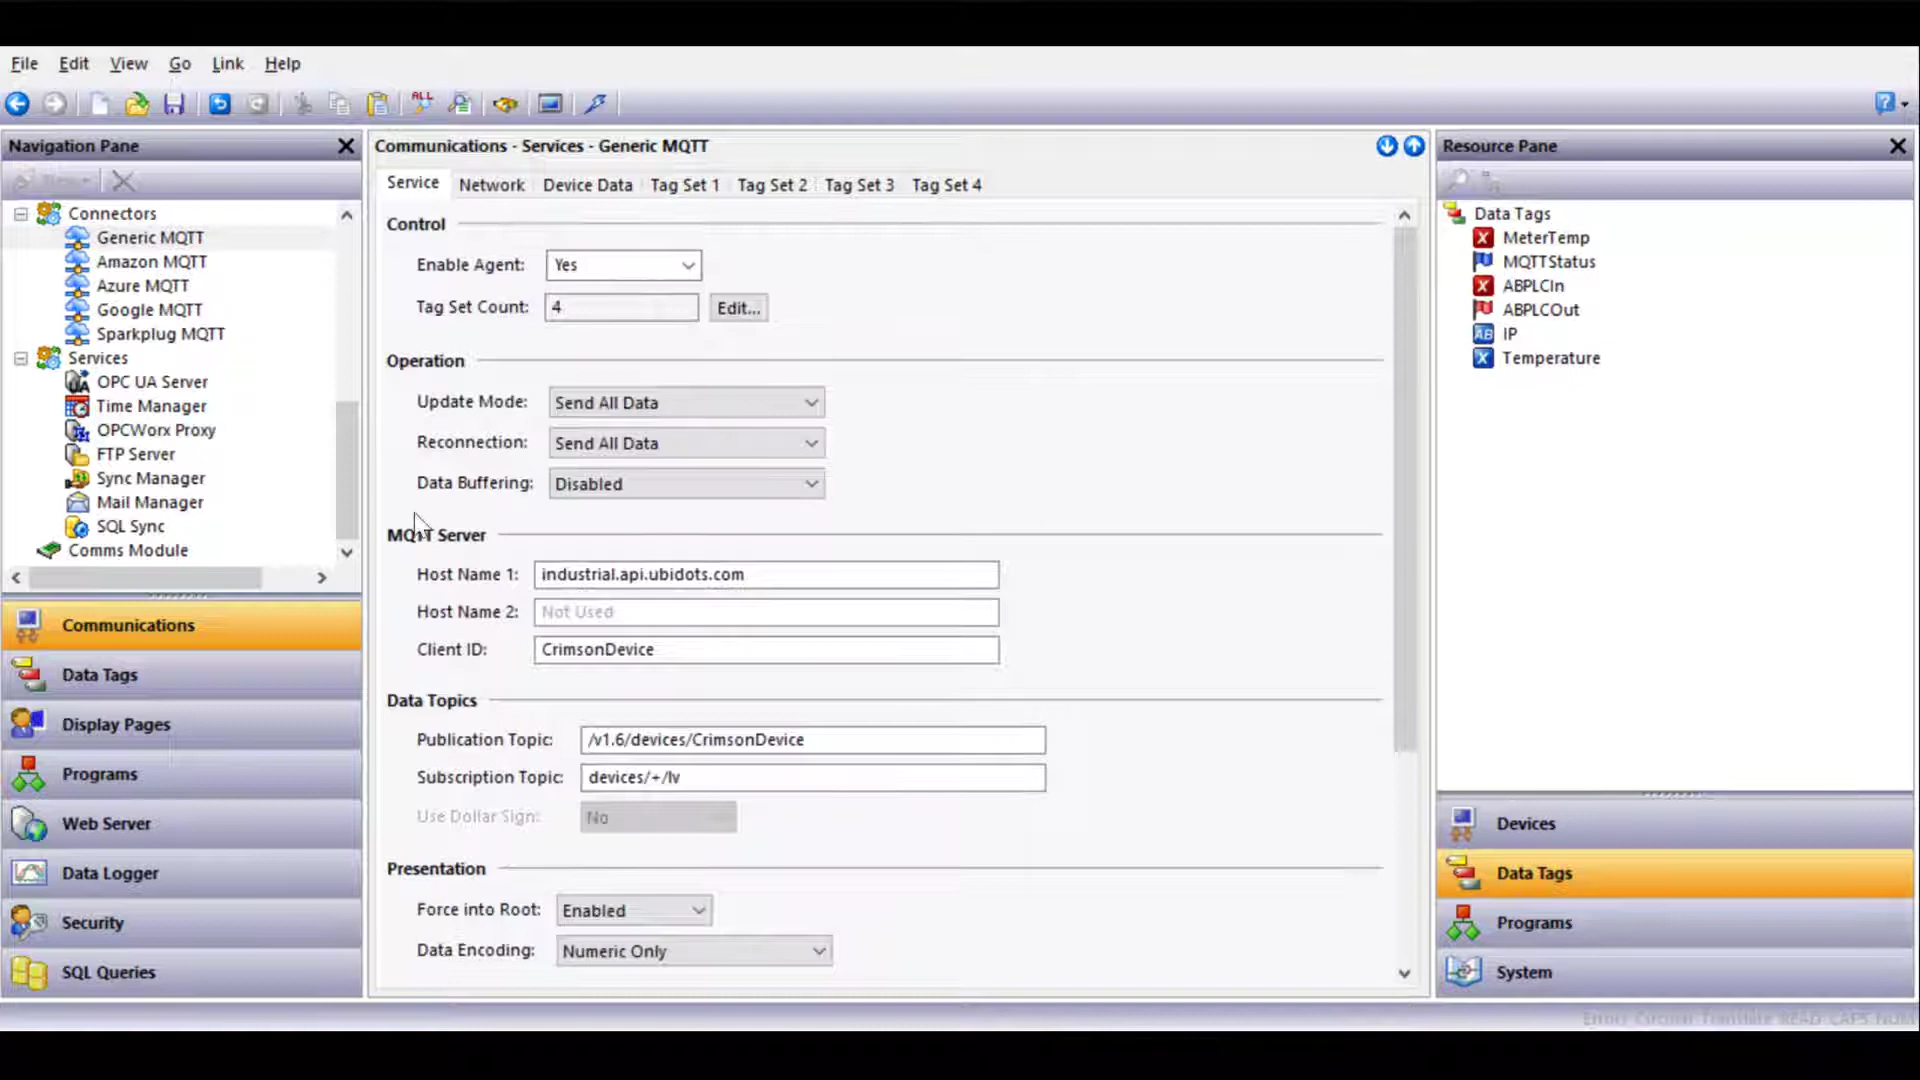 File Edit View Go Link Help
ALL
Navigation Pane
Connectors
Generic MQTT
Amazon MQTT
Azure MQTT
Google MQTT
Sparkplug MQTT
Services
OPC UA Server
Time Manager
OPCWorx Proxy
FTP Server
Sync Manager
Mail Manager
SQL Sync
Comms Module
Communications
Data Tags
Display Pages
Programs
Web Server
Data Logger
Security
SQL Queries
Communications - Services - Generic MQTT
Service Network Device Data Tag Set 1 Tag Set 2 Tag Set 3 Tag Set 4
Control
Enable Agent: Yes
Tag Set Count: 4 Edit...
Operation
Update Mode: Send All Data
Reconnection: Send All Data
Data Buffering: Disabled
MQTT Server
Host Name 1: industrial.api.ubidots.com
Host Name 2: Not Used
Client ID: CrimsonDevice
Data Topics
Publication Topic: /v1.6/devices/CrimsonDevice
Subscription Topic: devices/+/lv
Use Dollar Sign: No
Presentation
Force into Root: Enabled
Data Encoding: Numeric Only
Resource Pane
Data Tags
MeterTemp
MQTTStatus
ABPLCIn
ABPLCOut
IP
Temperature
Devices
Data Tags
Programs
System